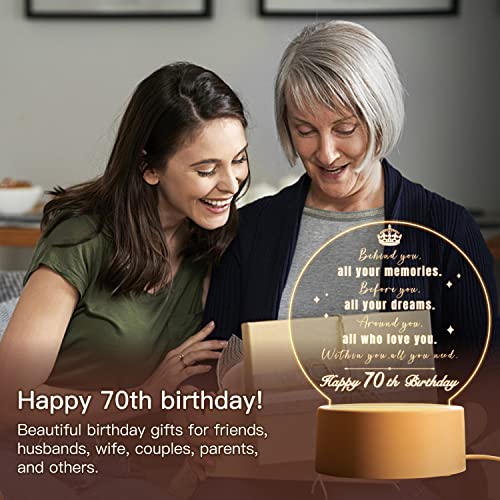 Behind you,
all your memories.
Before you,
all your dreams.
Around you,
all who love you.
Within you,all you need.
Happy 70th Birthday
Happy 70th birthday!
Beautiful birthday gifts for friends,
husbands, wife, couples, parents,
and others.